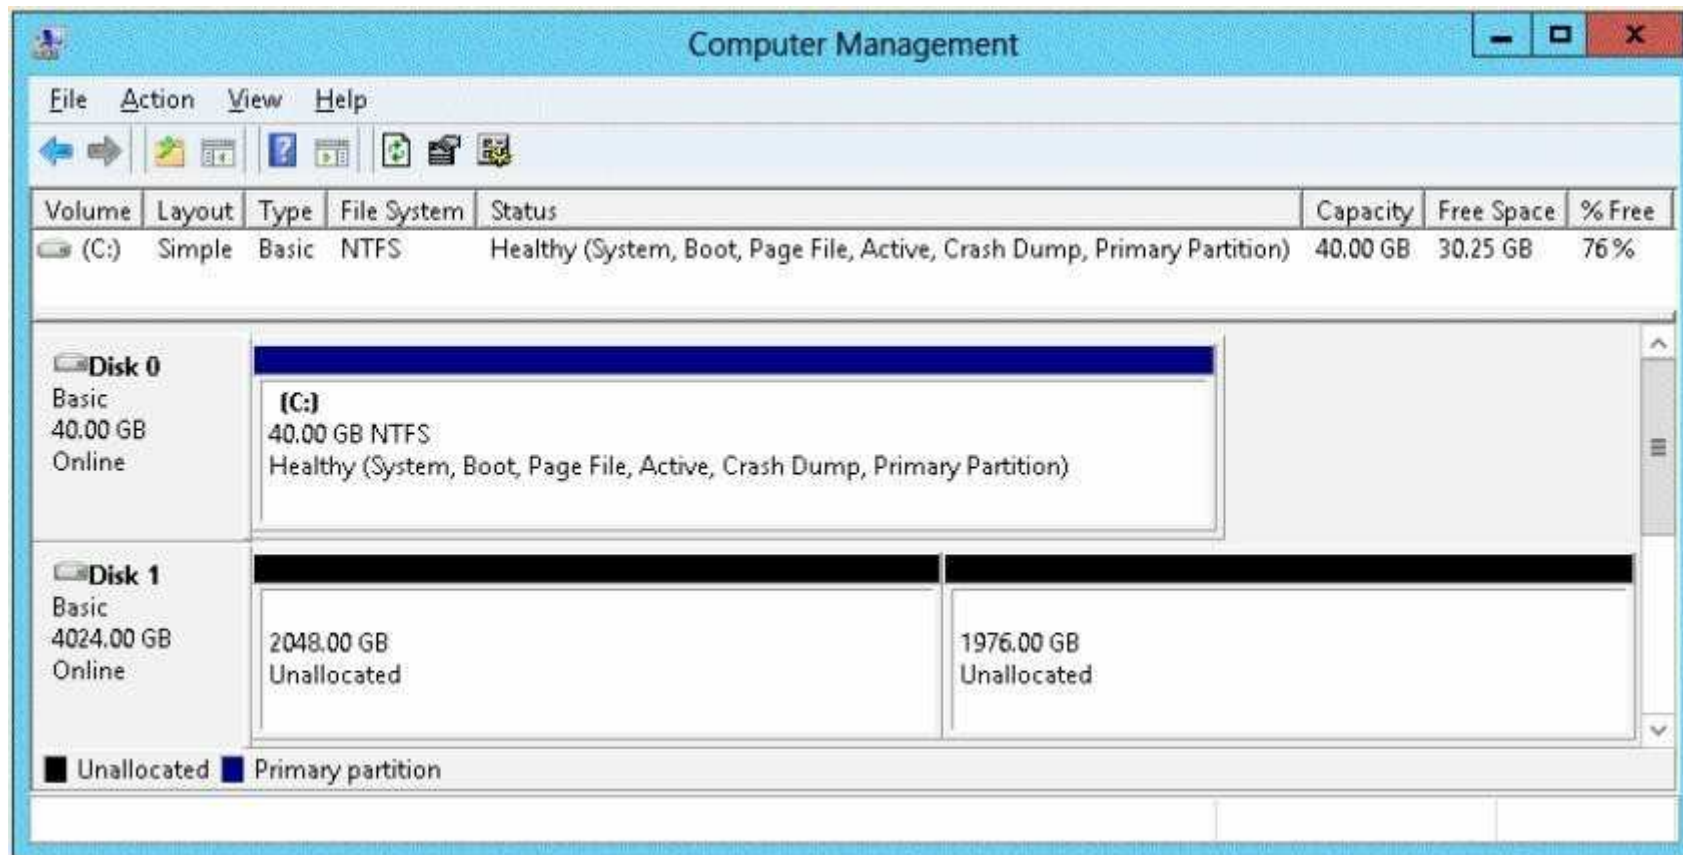 Computer Management
File Action View Help
Volume Layout Type File System Status Capacity Free Space % Free
(C:) Simple Basic NTFS Healthy (System, Boot, Page File, Active, Crash Dump, Primary Partition) 40.00 GB 30.25 GB 76 %
Disk 0
Basic
40.00 GB
Online
(C:)
40.00 GB NTFS
Healthy (System, Boot, Page File, Active, Crash Dump, Primary Partition)
Disk 1
Basic
4024.00 GB
Online
2048.00 GB
Unallocated
1976.00 GB
Unallocated
Unallocated Primary partition